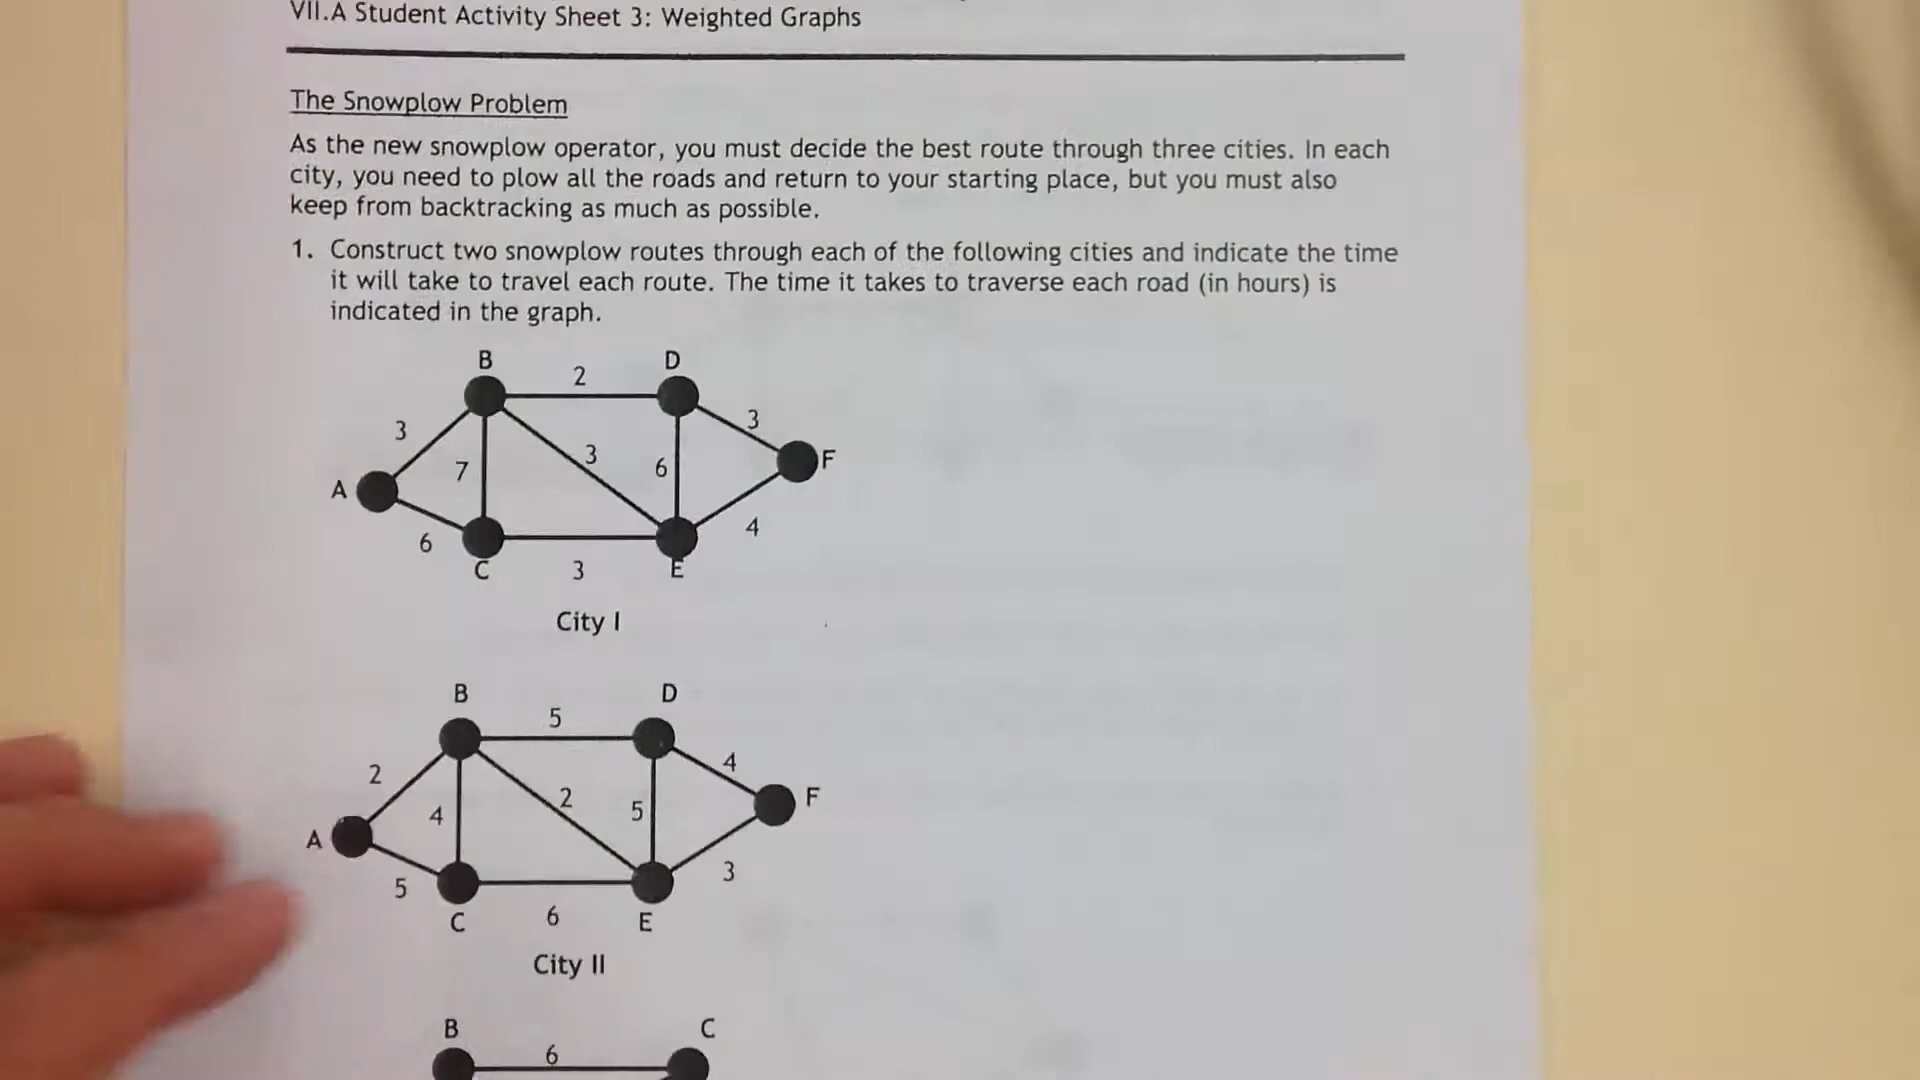 VII.A Student Activity Sheet 3: Weighted Graphs
The Snowplow Problem
As the new snowplow operator, you must decide the best route through three cities. In each
city, you need to plow all the roads and return to your starting place, but you must also
keep from backtracking as much as possible.
1. Construct two snowplow routes through each of the following cities and indicate the time
it will take to travel each route. The time it takes to traverse each road (in hours) is
indicated in the graph.
B D
2
3 3
3
7 6 F
A
6 4
C 3 E
City I
B D
5
2 4
2 F
4 5
A
5 3
C 6 E
City II
B C
6